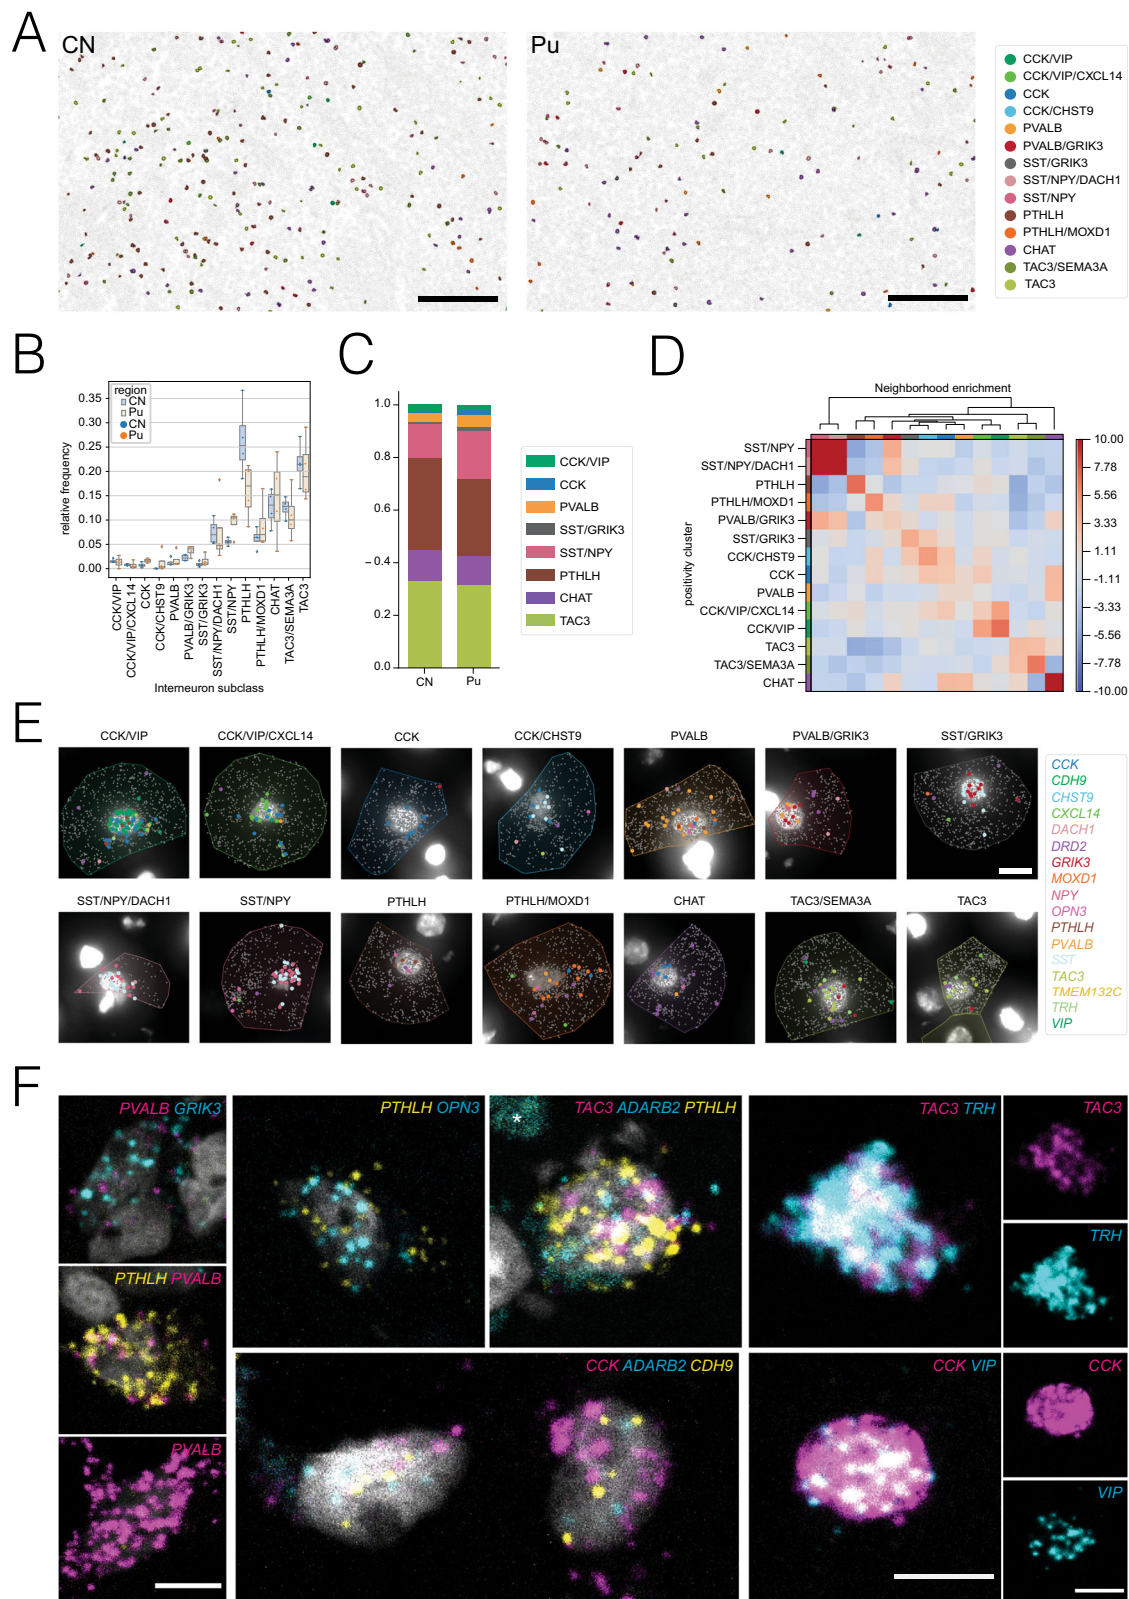 A
CN
Pu
CCK/VIP
CCK/VIP/CXCL14
CCK
CCK/CHST9
PVALB
PVALB/GRIK3
SST/GRIK3
SST/NPY/DACH1
SST/NPY
PTHLH
PTHLH/MOXD1
CHAT
TAC3/SEMA3A
TAC3
B
region
CN
Pu
CN
Pu
relative frequency
0.35
0.30
0.25
0.20
0.15
0.10
0.05
0.00
CCK/VIP
CCK/VIP/CXCL14
CCK
CCK/CHST9
PVALB
PVALB/GRIK3
SST/GRIK3
SST/NPY/DACH1
SST/NPY
PTHLH
PTHLH/MOXD1
CHAT
TAC3/SEMA3A
TAC3
Interneuron subclass
C
1.0
0.8
0.6
0.4
0.2
0.0
CN
Pu
CCK/VIP
CCK
PVALB
SST/GRIK3
SST/NPY
PTHLH
CHAT
TAC3
D
Neighborhood enrichment
positivity cluster
SST/NPY
SST/NPY/DACH1
PTHLH
PTHLH/MOXD1
PVALB/GRIK3
SST/GRIK3
CCK/CHST9
CCK
PVALB
CCK/VIP/CXCL14
CCK/VIP
TAC3
TAC3/SEMA3A
CHAT
10.00
7.78
5.56
3.33
1.11
-1.11
-3.33
-5.56
-7.78
-10.00
E
CCK/VIP
CCK/VIP/CXCL14
CCK
CCK/CHST9
PVALB
PVALB/GRIK3
SST/GRIK3
SST/NPY/DACH1
SST/NPY
PTHLH
PTHLH/MOXD1
CHAT
TAC3/SEMA3A
TAC3
CCK
CDH9
CHST9
CXCL14
DACH1
DRD2
GRIK3
MOXD1
NPY
OPN3
PTHLH
PVALB
SST
TAC3
TMEM132C
TRH
VIP
F
PVALB GRIK3
PTHLH PVALB
PVALB
PTHLH OPN3
TAC3 ADARB2 PTHLH
*
TAC3 TRH
TAC3
TRH
CCK ADARB2 CDH9
CCK VIP
CCK
VIP